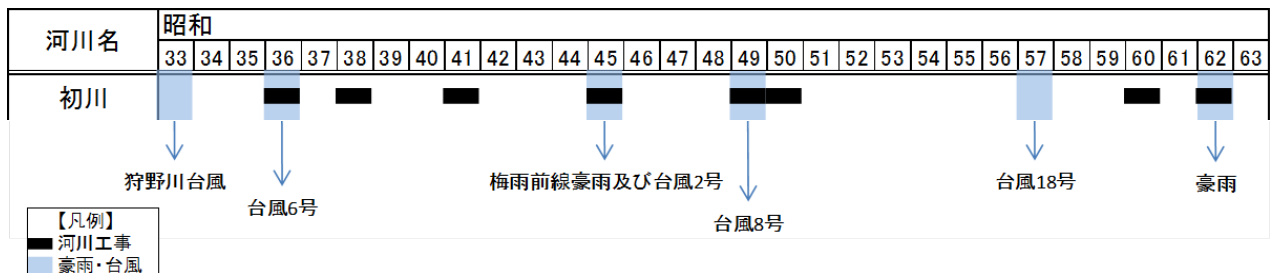 河川名
昭和
33 34 35 36 37 38 39 40 41 42 43 44 45 46 47 48 49 50 51 52 53 54 55 56 57 58 59 60 61 62 63
初川
狩野川台風
台風6号
梅雨前線豪雨及び台風2号
台風8号
台風18号
豪雨
【凡例】
河川工事
豪雨・台風